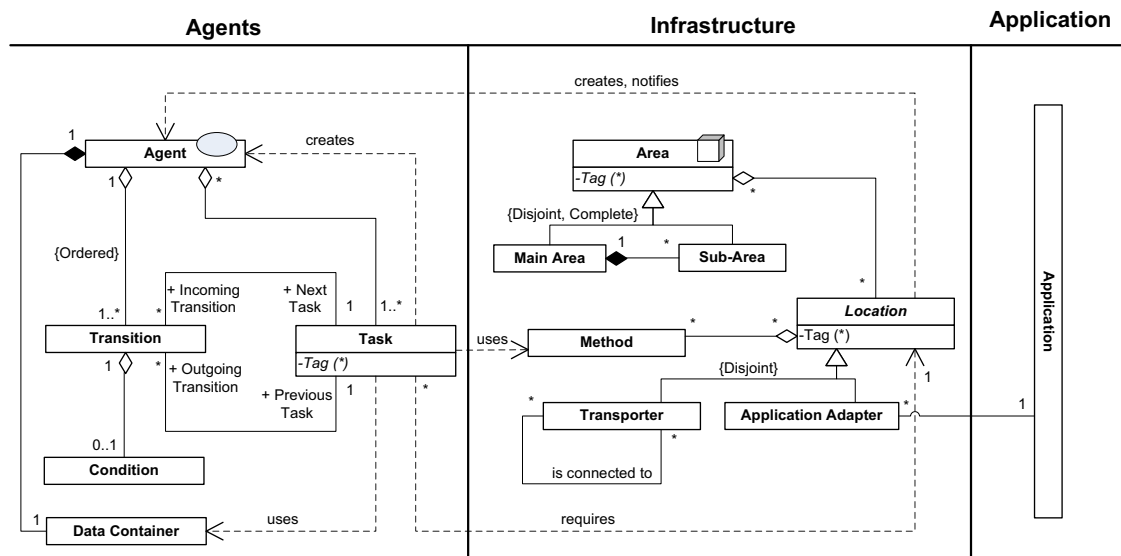 Agents
Infrastructure
Application
creates, notifies
1
creates
Agent
Area
-Tag (*)
1
*
*
{Disjoint, Complete}
1
*
Main Area
Sub-Area
{Ordered}
+ Incoming
Transition
+ Next
Task
1..*
*
1
1..*
*
Location
-Tag (*)
Transition
Task
-Tag (*)
uses
Method
*
*
1
*
+ Outgoing
Transition
1
*
+ Previous
Task
{Disjoint}
1
*
Transporter
Application Adapter
*
1
*
is connected to
0..1
Condition
1
Data Container
uses
requires
Application